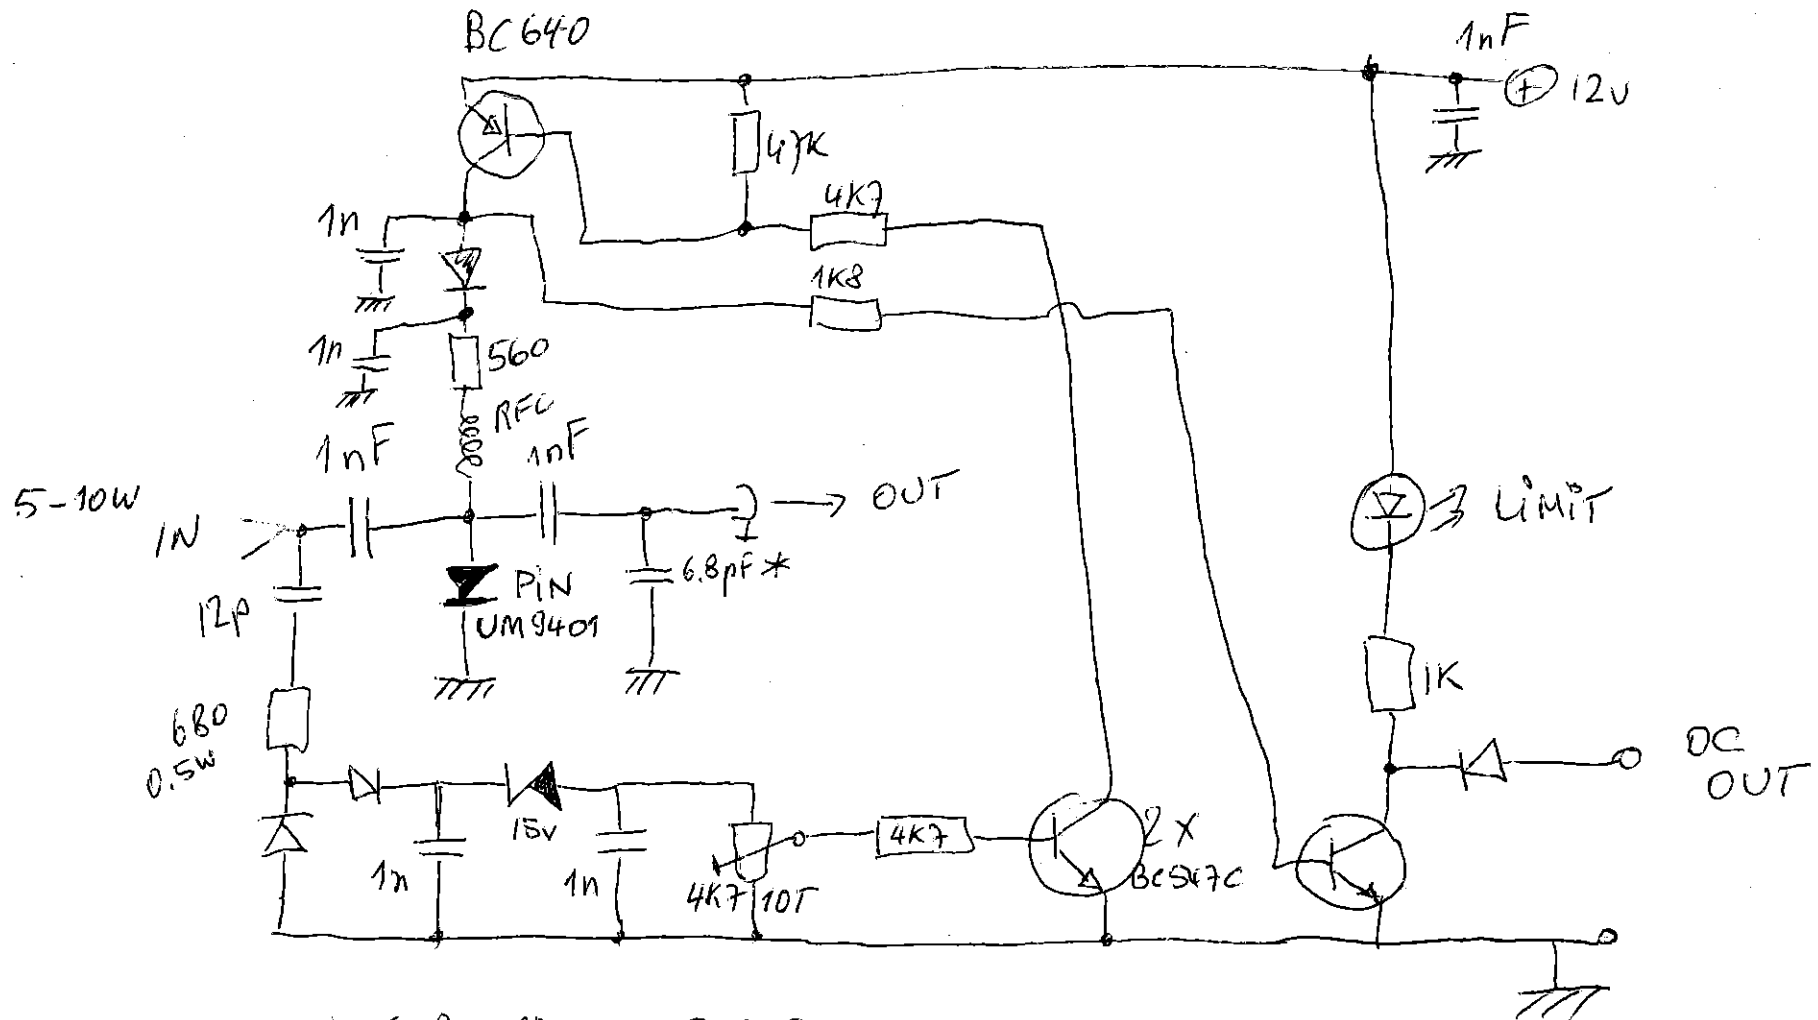 BC640
1nF
+ 12V
47K
4K7
1n
1K8
1n
560
RFC
1nF
1nF
5-10W
IN
OUT
LiMiT
PiN
UM9401
6.8pF*
12p
680
0.5W
1K
DC
OUT
15v
1n
1n
4K7 10T
4K7
2x
BC547C